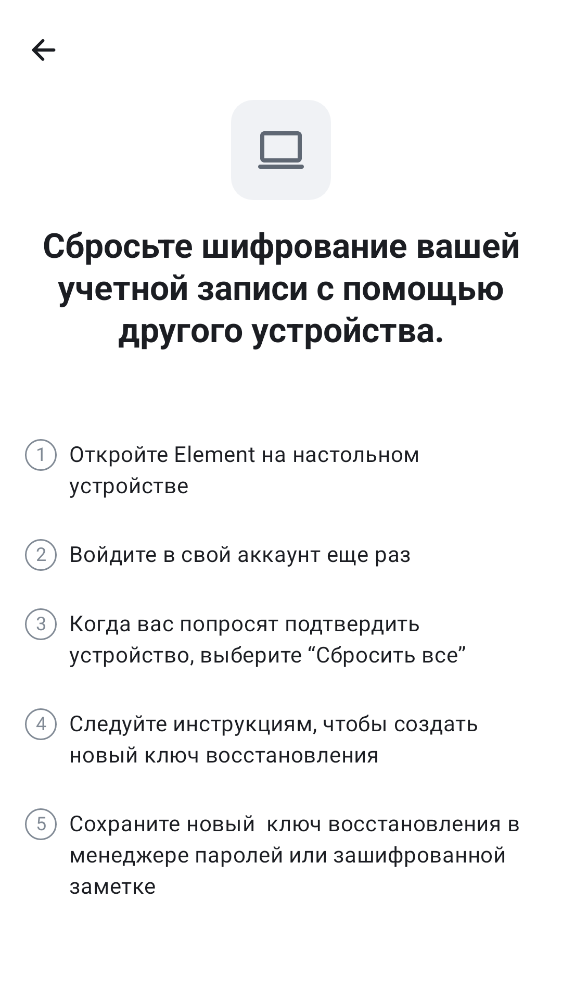 Сбросьте шифрование вашей
учетной записи с помощью
другого устройства.
1 Откройте Element на настольном
устройстве
2 Войдите в свой аккаунт еще раз
3 Когда вас попросят подтвердить
устройство, выберите “Сбросить все”
4 Следуйте инструкциям, чтобы создать
новый ключ восстановления
5 Сохраните новый  ключ восстановления в
менеджере паролей или зашифрованной
заметке